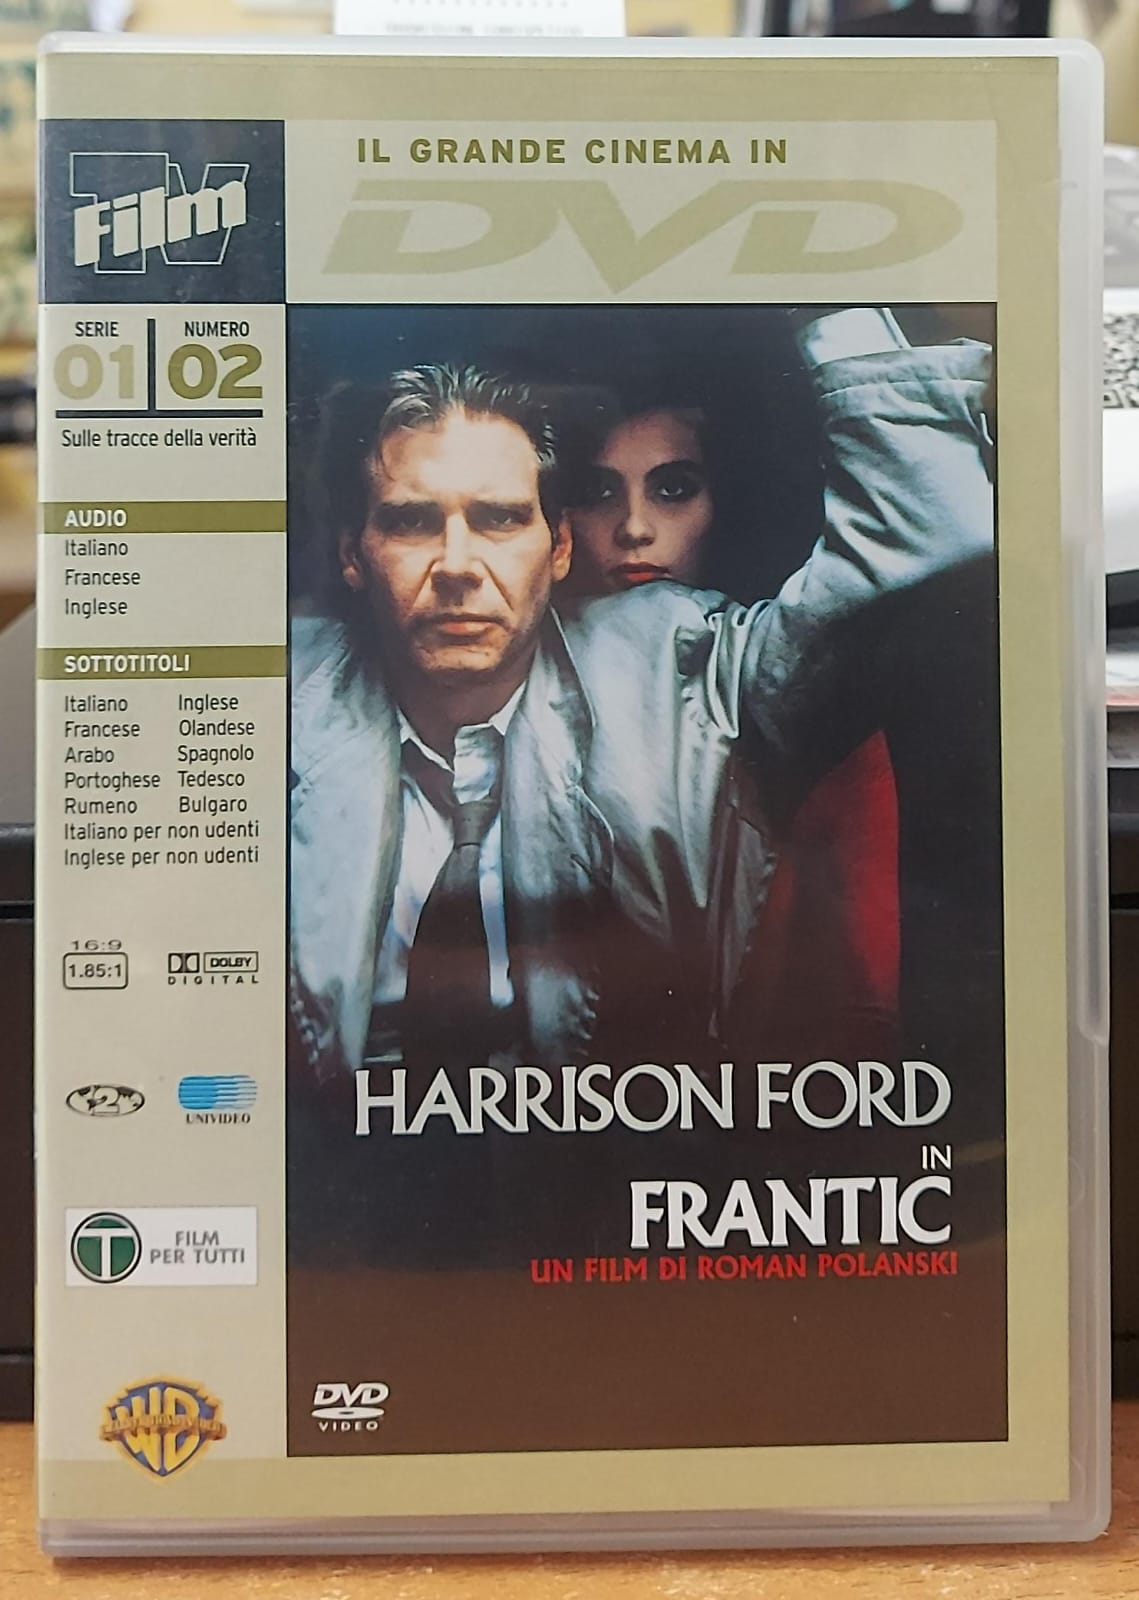 IL GRANDE CINEMA IN
DVD
TV
Film
SERIE
01
NUMERO
02
Sulle tracce della verità
AUDIO
Italiano
Francese
Inglese
SOTTOTITOLI
Italiano Inglese
Francese Olandese
Arabo Spagnolo
Portoghese Tedesco
Rumeno Bulgaro
Italiano per non udenti
Inglese per non udenti
16:9
1.85:1
DOLBY
DIGITAL
2
UNIVIDEO
T
FILM
PER TUTTI
WB
HARRISON FORD
IN
FRANTIC
UN FILM DI ROMAN POLANSKI
DVD
VIDEO